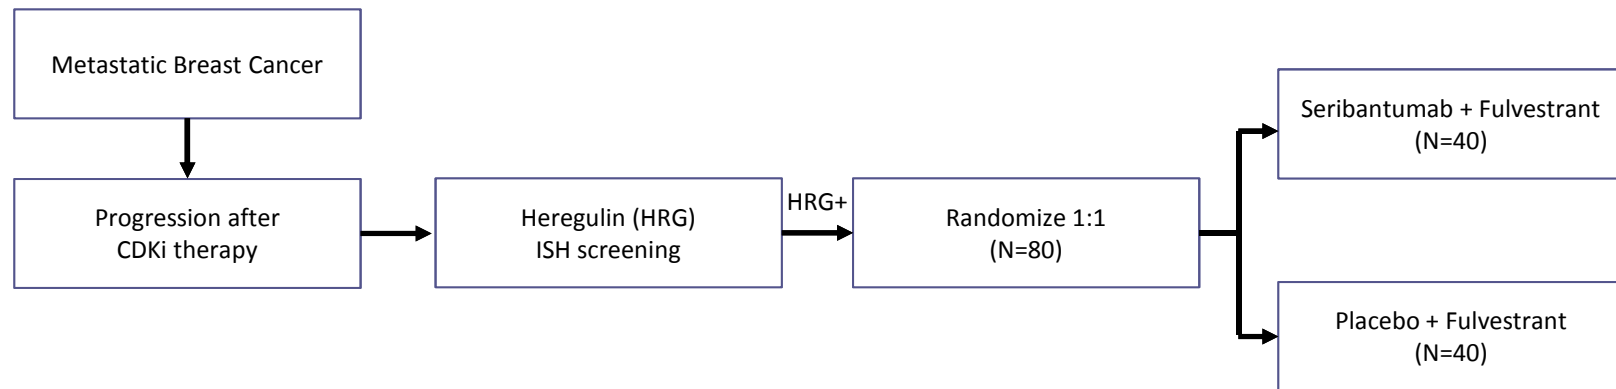 Metastatic Breast Cancer
Progression after
CDKi therapy
Heregulin (HRG)
ISH screening
HRG+
Randomize 1:1
(N=80)
Seribantumab + Fulvestrant
(N=40)
Placebo + Fulvestrant
(N=40)